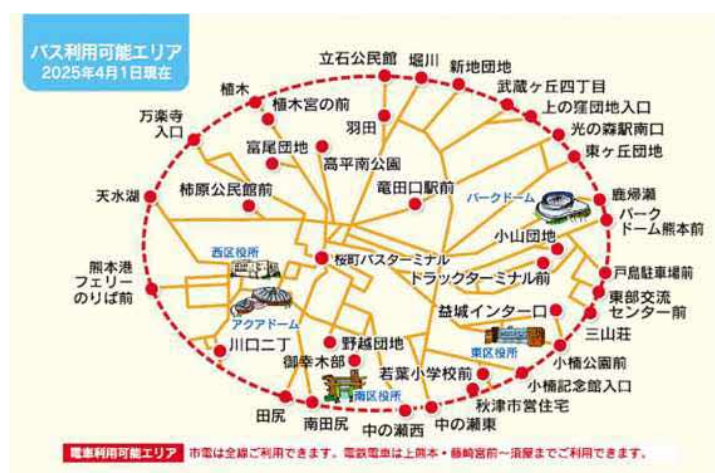 バス利用可能エリア
2025年4月1日現在
立石公民館
堀川
新地団地
武蔵ヶ丘四丁目
上の窪団地入口
光の森駅南口
東ヶ丘団地
植木
植木宮の前
羽田
万楽寺
入口
富尾団地
高平南公園
天水湖
柿原公民館前
竜田口駅前
パークドーム
鹿帰瀬
パーク
ドーム熊本前
小山団地
西区役所
桜町バスターミナル
トラックターミナル前
戸島駐車場前
熊本港
フェリー
のりば前
東部交流
センター前
益城インター口
三山荘
アクアドーム
川口二丁
野越団地
東区役所
御幸木部
若葉小学校前
小楠公園前
小楠記念館入口
南区役所
秋津市営住宅
田尻
南田尻
中の瀬西
中の瀬東
電車利用可能エリア 市電は全線ご利用できます。電鉄電車は上熊本・藤崎宮前〜須屋までご利用できます。